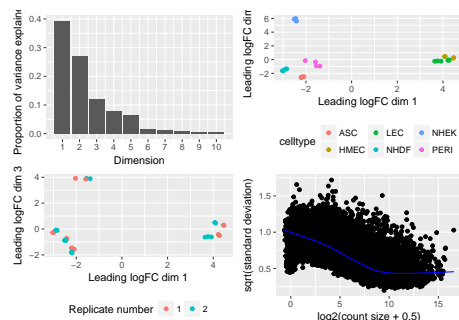 Proportion of variance explain
0.4
0.3
0.2
0.1
0.0
1 2 3 4 5 6 7 8 9 10
Dimension
Leading logFC dim
6
4
2
0
−2
−2 0 2 4
Leading logFC dim 1
celltype
ASC LEC NHEK
HMEC NHDF PERI
Leading logFC dim 3
4
2
0
−2
−2 0 2 4
Leading logFC dim 1
Replicate number 1 2
sqrt(standard deviation)
1.5
1.0
0.5
0 5 10 15
log2(count size + 0.5)